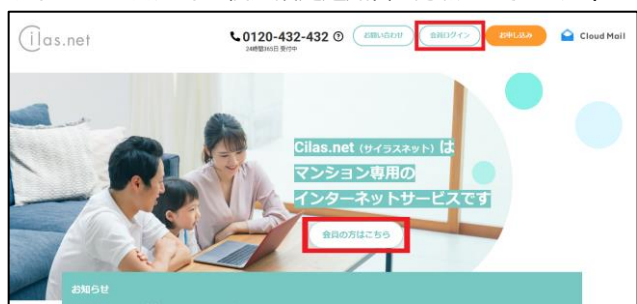 Cilas.net
0120-432-432
24時間365日 受付中
お問い合わせ
会員ログイン
お申し込み
Cloud Mail
Cilas.net (サイラスネット) は
マンション専用の
インターネットサービスです
会員の方はこちら
お知らせ